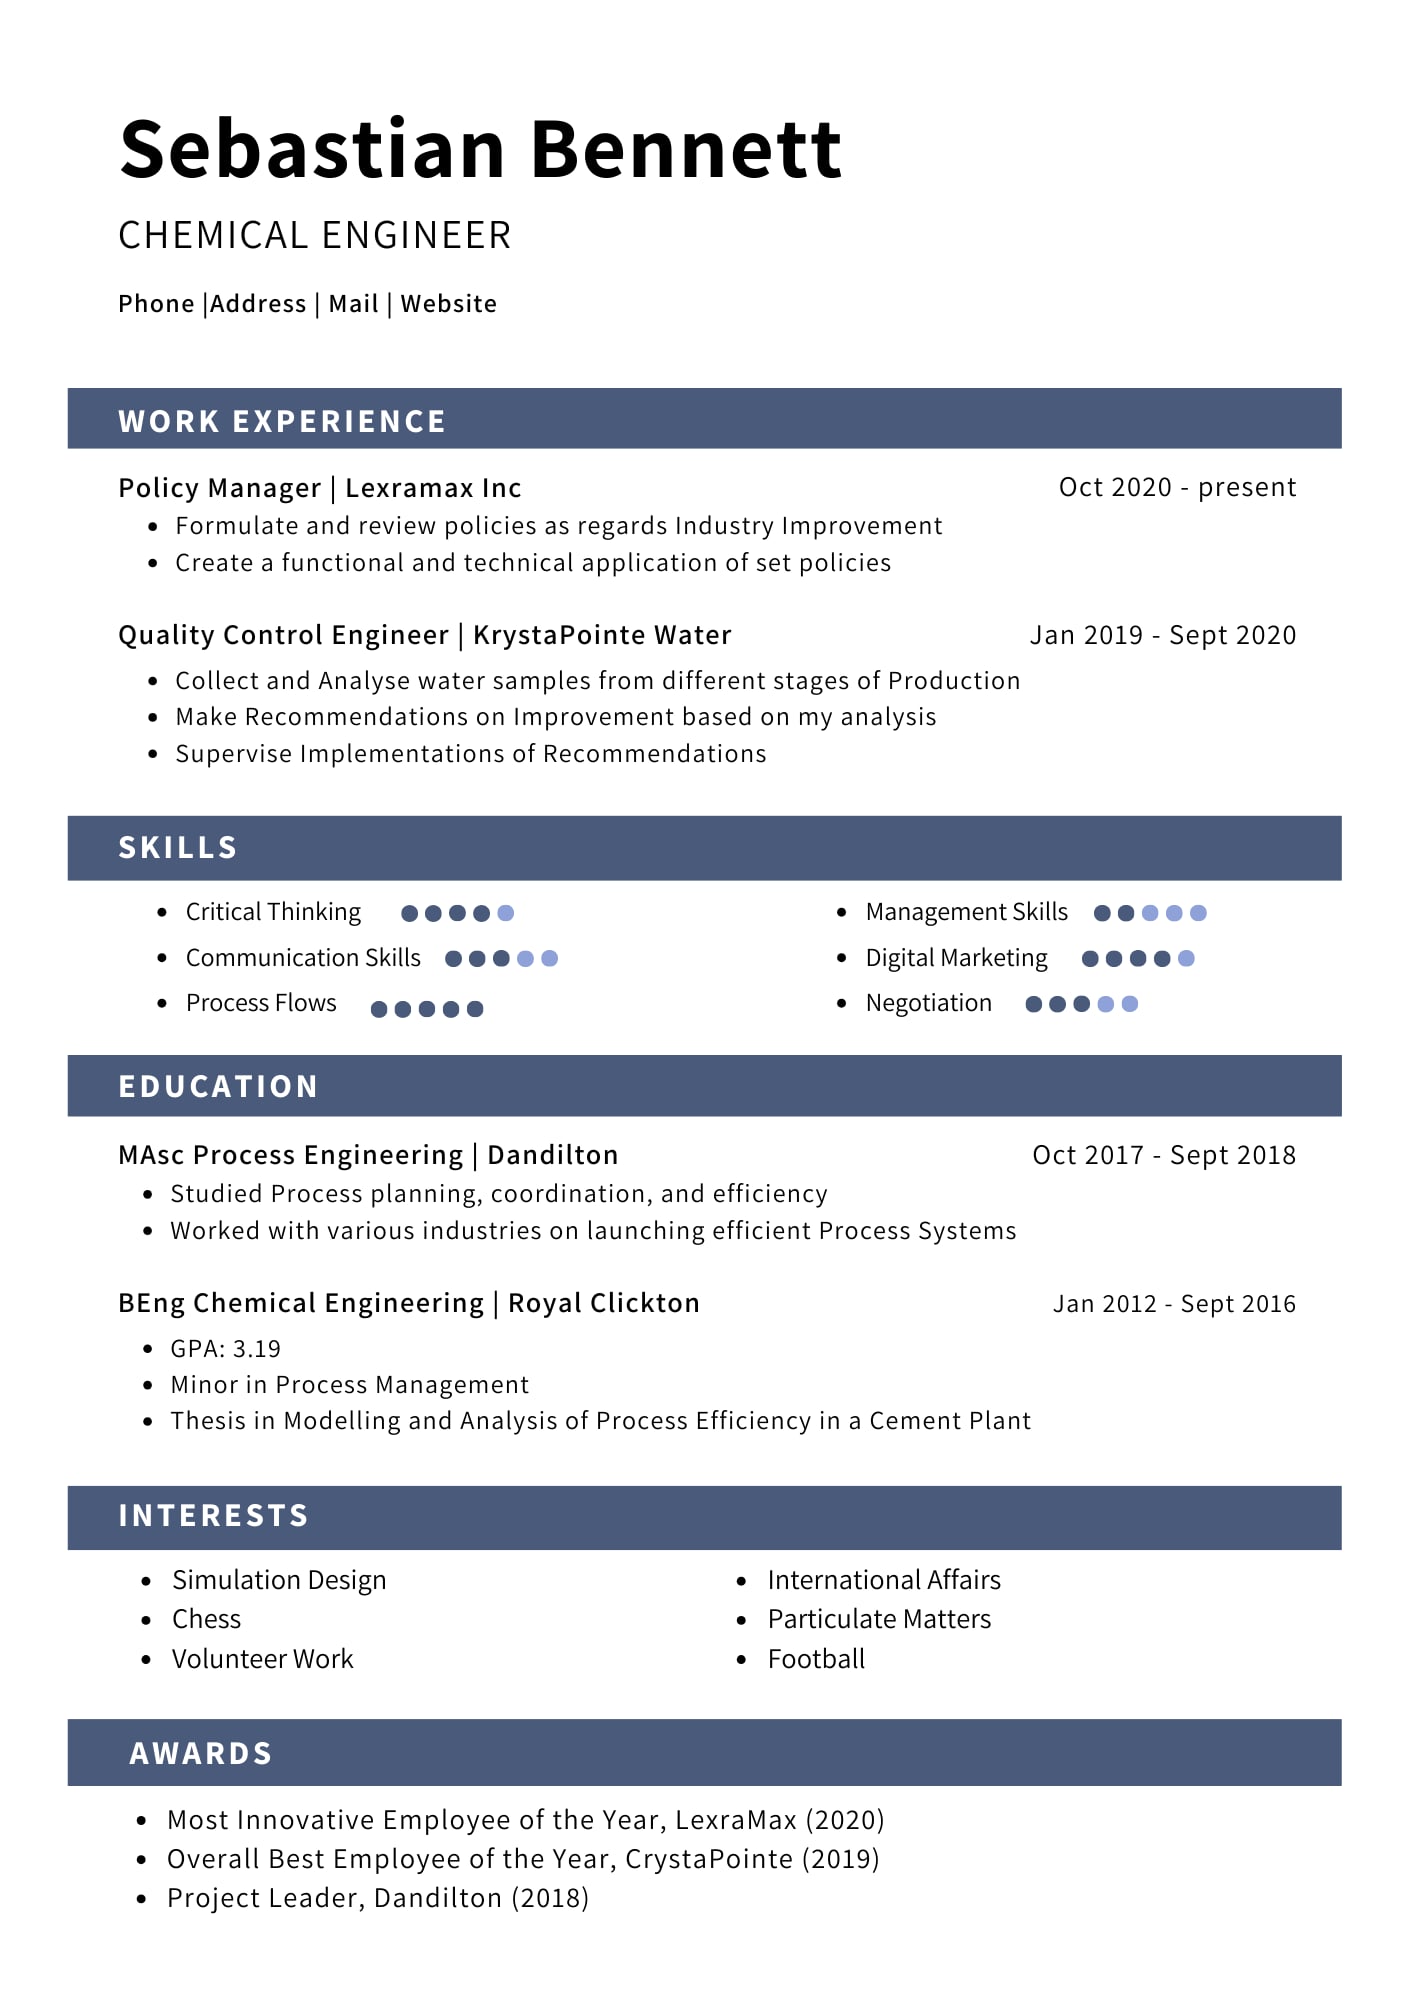 Sebastian Bennett
CHEMICAL ENGINEER
Phone |Address | Mail | Website
WORK EXPERIENCE
Policy Manager | Lexramax Inc Oct 2020 - present
• Formulate and review policies as regards Industry Improvement
• Create a functional and technical application of set policies
Quality Control Engineer | KrystaPointe Water Jan 2019 - Sept 2020
• Collect and Analyse water samples from different stages of Production
• Make Recommendations on Improvement based on my analysis
• Supervise Implementations of Recommendations
SKILLS
• Critical Thinking
• Communication Skills
• Process Flows
• Management Skills
• Digital Marketing
• Negotiation
EDUCATION
MAsc Process Engineering | Dandilton Oct 2017 - Sept 2018
• Studied Process planning, coordination, and efficiency
• Worked with various industries on launching efficient Process Systems
BEng Chemical Engineering | Royal Clickton Jan 2012 - Sept 2016
• GPA: 3.19
• Minor in Process Management
• Thesis in Modelling and Analysis of Process Efficiency in a Cement Plant
INTERESTS
• Simulation Design
• Chess
• Volunteer Work
• International Affairs
• Particulate Matters
• Football
AWARDS
• Most Innovative Employee of the Year, LexraMax (2020)
• Overall Best Employee of the Year, CrystaPointe (2019)
• Project Leader, Dandilton (2018)